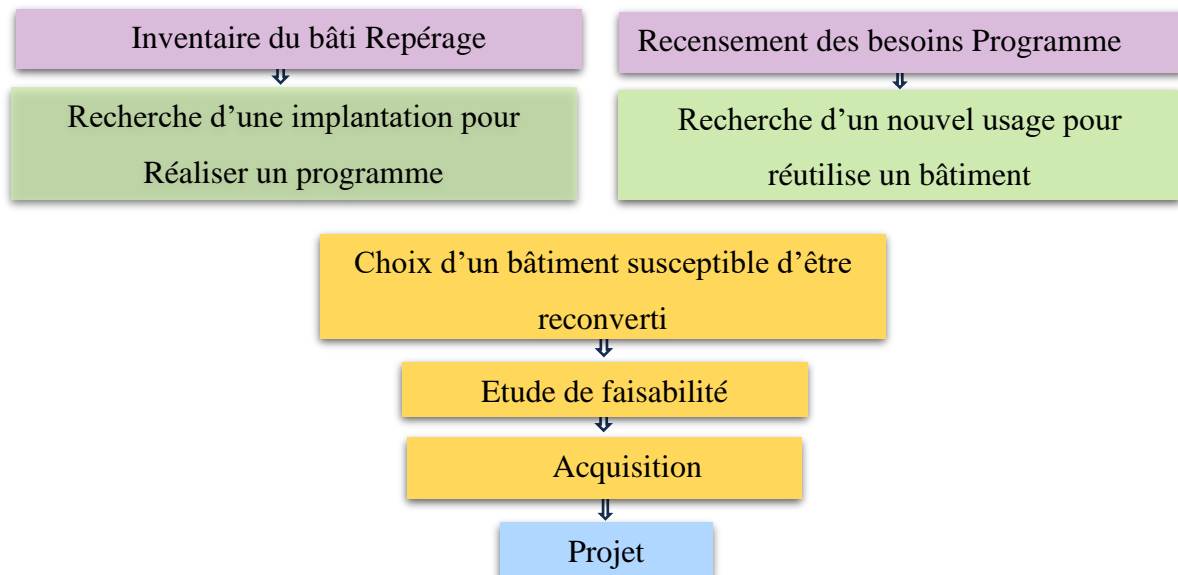 Inventaire du bâti Repérage
Recensement des besoins Programme
Recherche d’une implantation pour
Réaliser un programme
Recherche d’un nouvel usage pour
réutilise un bâtiment
Choix d’un bâtiment susceptible d’être
reconverti
Etude de faisabilité
Acquisition
Projet